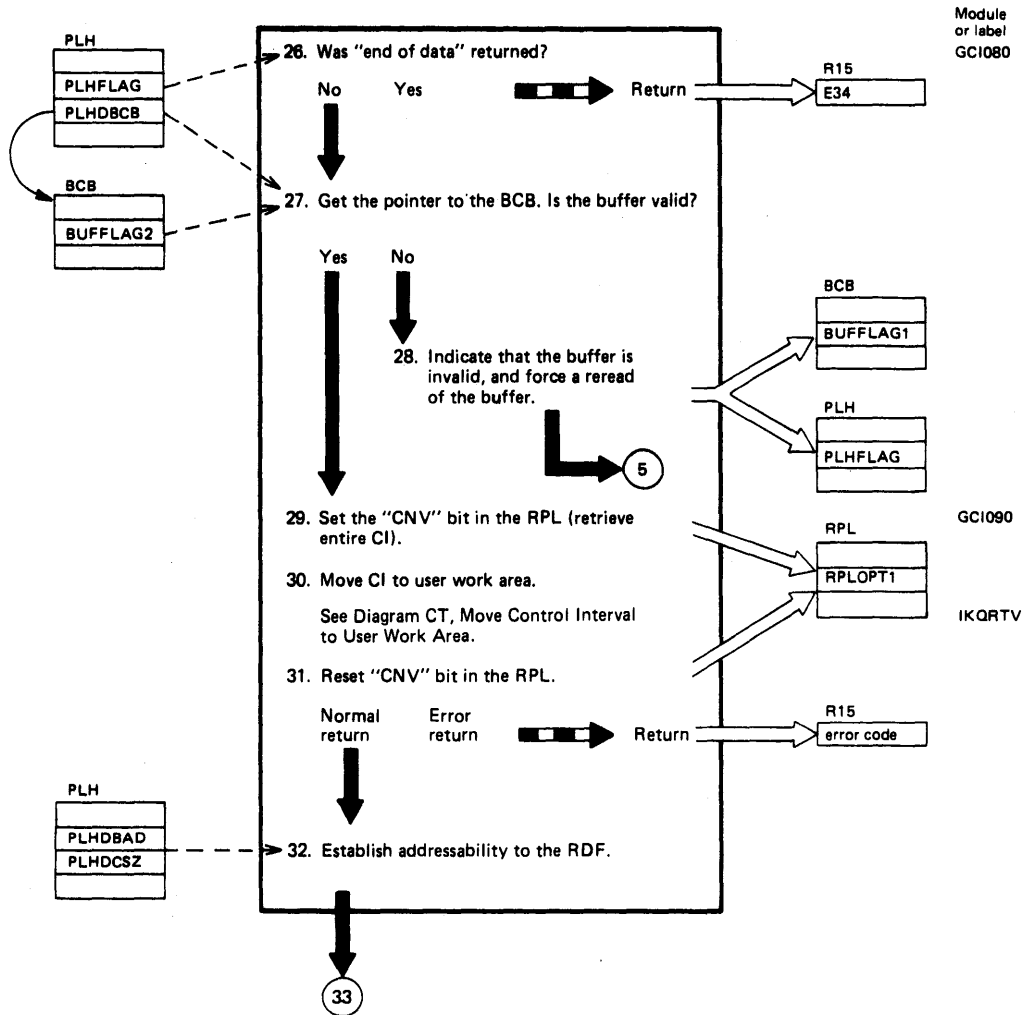 Module
or label
GCI080
PLH
PLHFLAG
PLHDBCB
BCB
BUFFLAG2
26. Was "end of data" returned?
No Yes Return
R15
E34
27. Get the pointer to the BCB. Is the buffer valid?
Yes No
28. Indicate that the buffer is
invalid, and force a reread
of the buffer.
5
BCB
BUFFLAG1
PLH
PLHFLAG
29. Set the "CNV" bit in the RPL (retrieve
entire CI).
GCI090
RPL
RPLOPT1
30. Move CI to user work area.
See Diagram CT, Move Control Interval
to User Work Area.
IKQRTV
31. Reset "CNV" bit in the RPL.
Normal
return
Error
return
Return
R15
error code
PLH
PLHDBAD
PLHDCSZ
32. Establish addressability to the RDF.
33